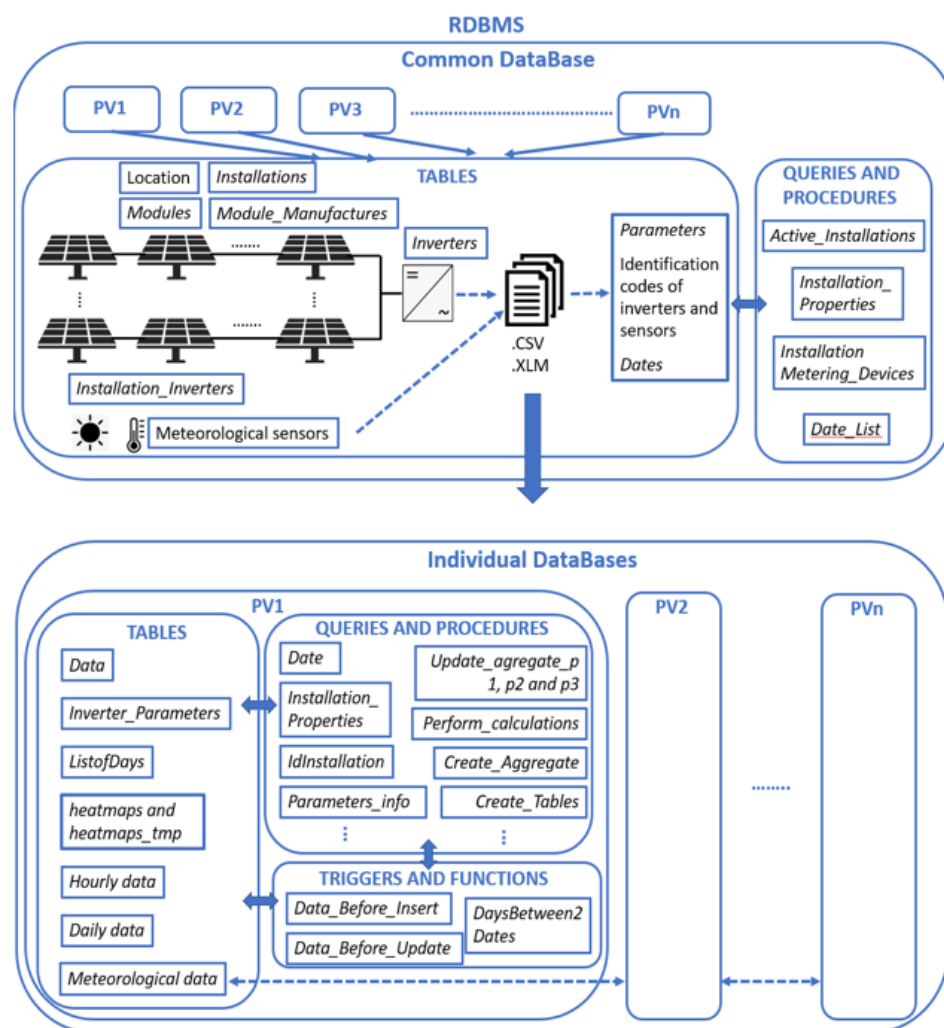 RDBMS
Common DataBase
PV1
PV2
PV3
PVn
TABLES
Location
Installations
Modules
Module_Manufactures
Inverters
Installation_Inverters
Meteorological sensors
.CSV
.XLM
Parameters
Identification
codes of
inverters and
sensors
Dates
QUERIES AND
PROCEDURES
Active_Installations
Installation_
Properties
Installation
Metering_Devices
Date_List
Individual DataBases
PV1
TABLES
Data
Inverter_Parameters
ListofDays
heatmaps and
heatmaps_tmp
Hourly data
Daily data
Meteorological data
QUERIES AND PROCEDURES
Date
Installation_
Properties
IdInstallation
Parameters_info
Update_agregate_p
1, p2 and p3
Perform_calculations
Create_Aggregate
Create_Tables
TRIGGERS AND FUNCTIONS
Data_Before_Insert
Data_Before_Update
DaysBetween2
Dates
PV2
PVn